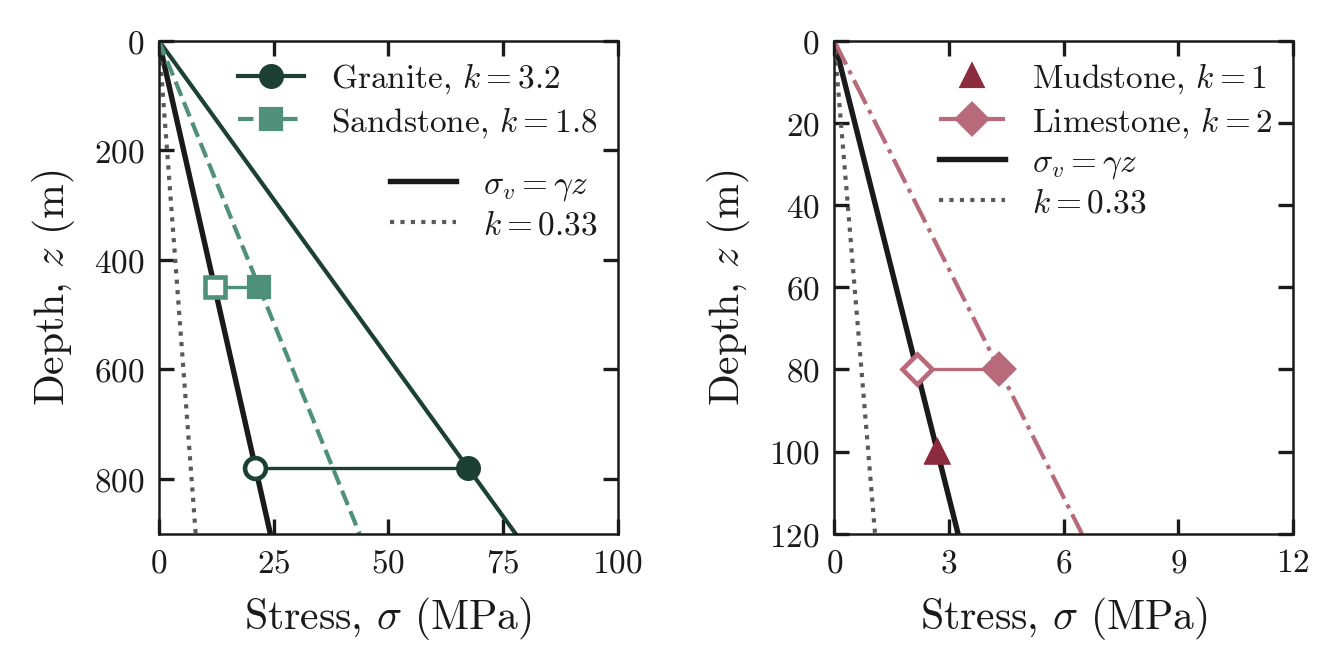 0
200
400
600
800
Depth, z (m)
0 25 50 75 100
Stress, σ (MPa)
Granite, k = 3.2
Sandstone, k = 1.8
σᵥ = γz
k = 0.33
0
20
40
60
80
100
120
Depth, z (m)
0 3 6 9 12
Stress, σ (MPa)
Mudstone, k = 1
Limestone, k = 2
σᵥ = γz
k = 0.33